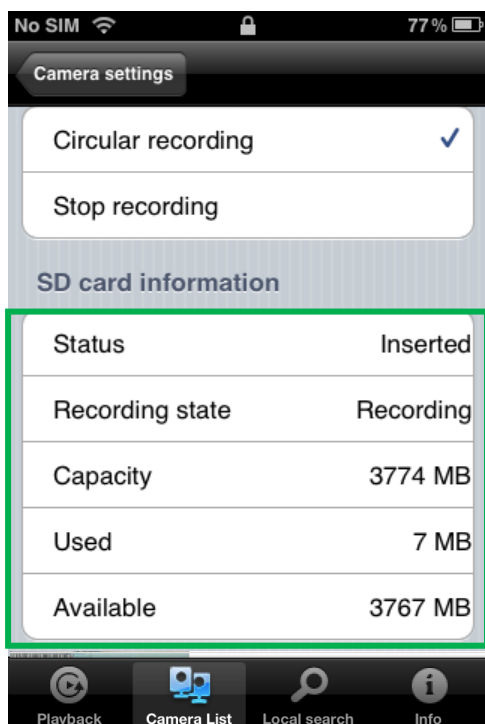 No SIM 77%
Camera settings
Circular recording
Stop recording
SD card information
Status Inserted
Recording state Recording
Capacity 3774 MB
Used 7 MB
Available 3767 MB
Playback Camera List Local search Info